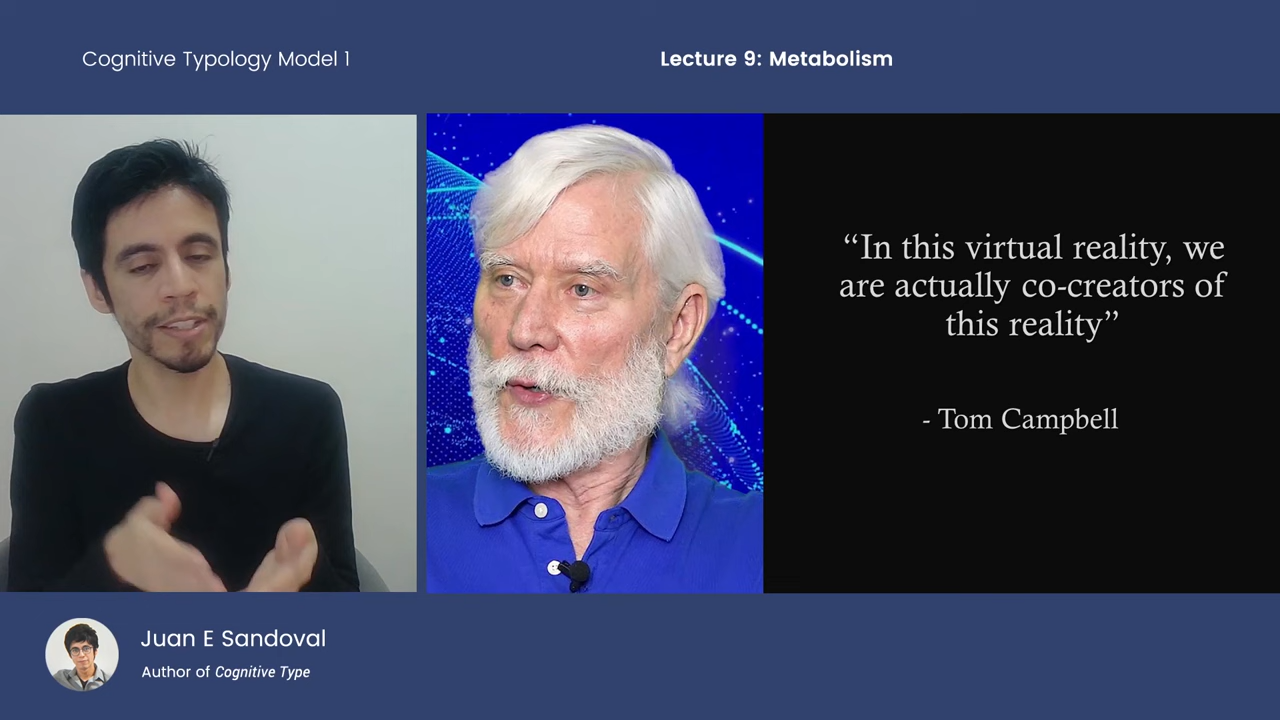 Cognitive Typology Model 1
Lecture 9: Metabolism
“In this virtual reality, we
are actually co-creators of
this reality”
- Tom Campbell
Juan E Sandoval
Author of Cognitive Type